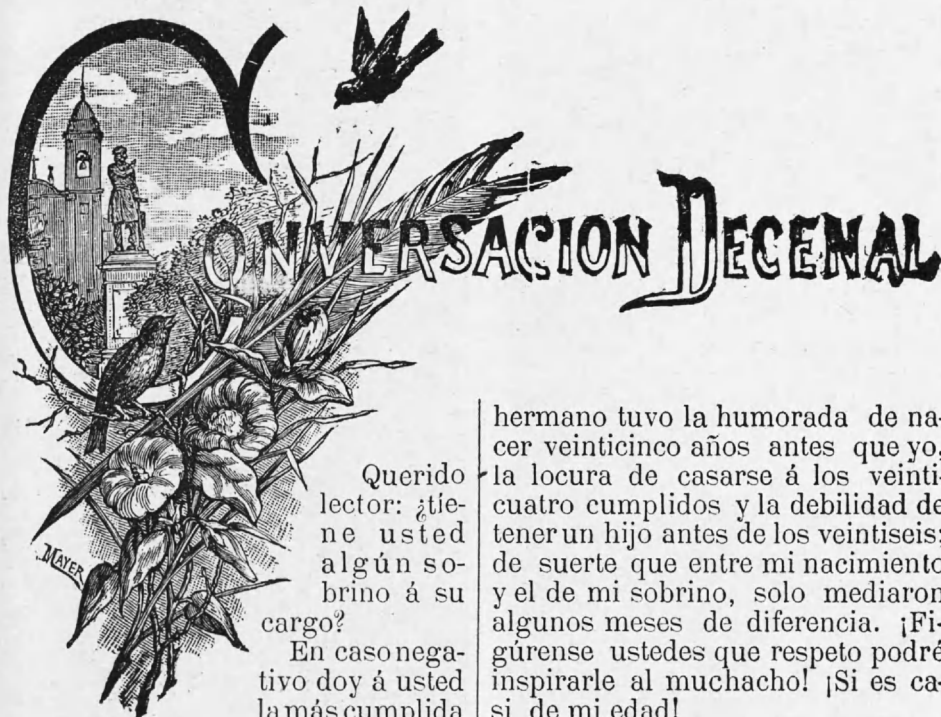 CONVERSACION DECENAL
MAYER
Querido
lector: ¿tie-
ne usted
algún so-
brino á su
cargo?
En caso nega-
tivo doy á usted
la más cumplida
hermano tuvo la humorada de na-
cer veinticinco años antes que yo,
la locura de casarse á los veinti-
cuatro cumplidos y la debilidad de
tener un hijo antes de los veintiseis:
de suerte que entre mi nacimiento
y el de mi sobrino, solo mediaron
algunos meses de diferencia. ¡Fi-
gúrense ustedes que respeto podré
inspirarle al muchacho! ¡Si es ca-
si de mi edad!